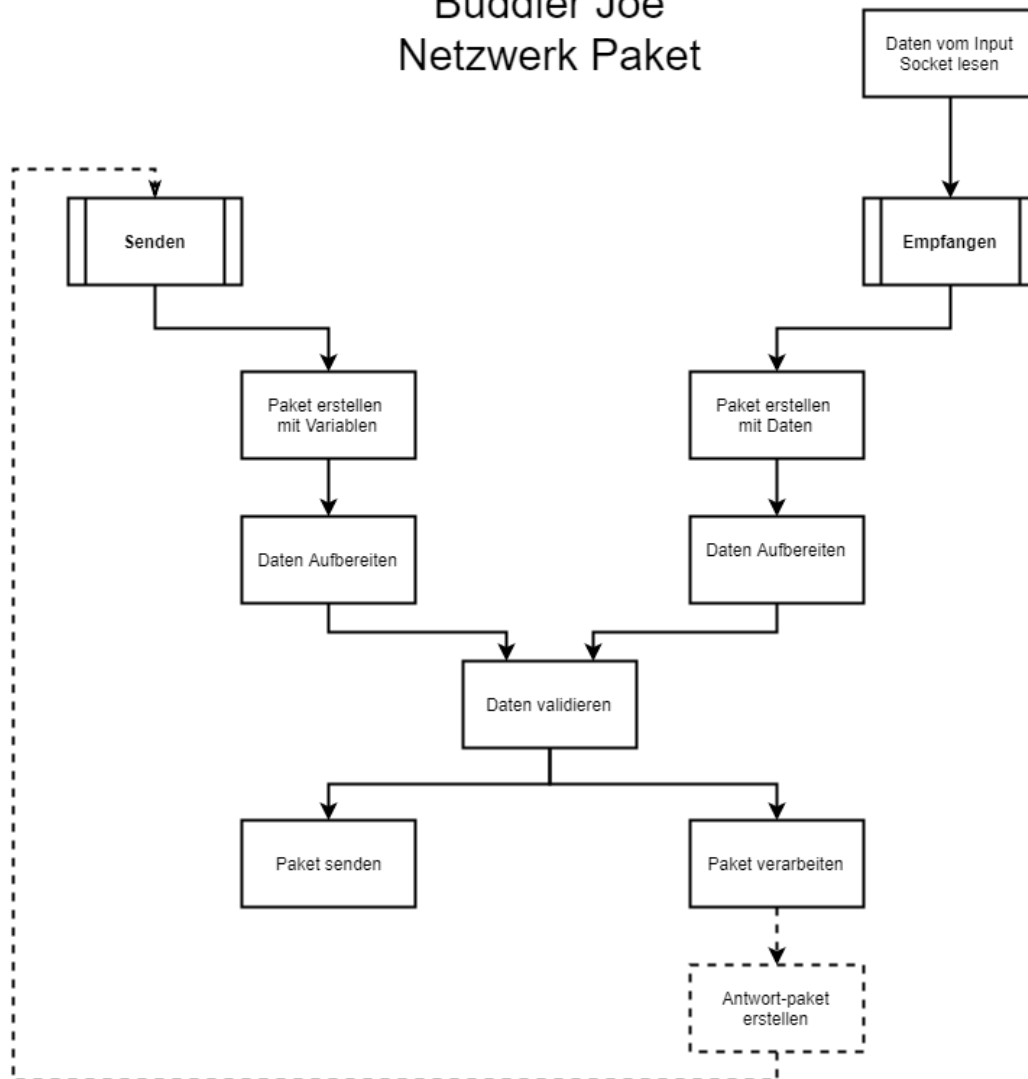 Buddler Joe
Netzwerk Paket
Daten vom Input
Socket lesen
Senden
Empfangen
Paket erstellen
mit Variablen
Paket erstellen
mit Daten
Daten Aufbereiten
Daten Aufbereiten
Daten validieren
Paket senden
Paket verarbeiten
Antwort-paket
erstellen